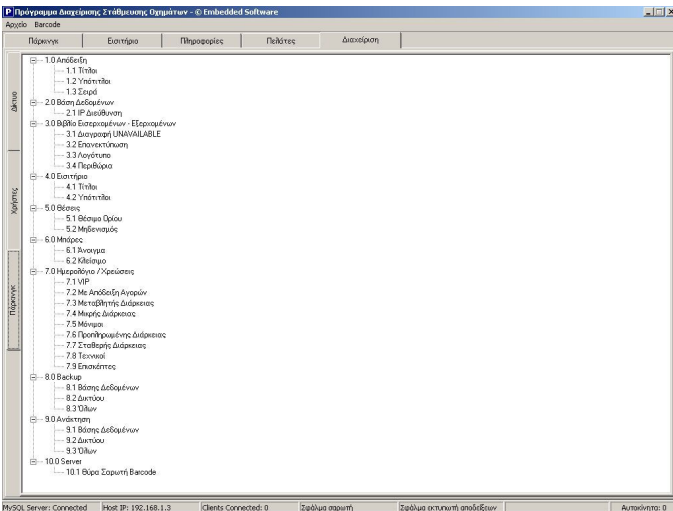 Πρόγραμμα Διαχείρισης Στάθμευσης Οχημάτων - © Embedded Software
Αρχείο Barcode
Πάρκινγκ Εισιτήριο Πληροφορίες Πελάτες Διαχείριση
Δίκτυο
Χρήστες
Πάρκινγκ
1.0 Απόδειξη
1.1 Τίτλοι
1.2 Υπότιτλοι
1.3 Σειρά
2.0 Βάση Δεδομένων
2.1 IP Διεύθυνση
3.0 Βιβλίο Εισερχομένων - Εξερχομένων
3.1 Διαγραφή UNAVAILABLE
3.2 Επανεκτύπωση
3.3 Λογότυπο
3.4 Περιθώρια
4.0 Εισιτήριο
4.1 Τίτλοι
4.2 Υπότιτλοι
5.0 Θέσεις
5.1 Θέσιμο Ορίου
5.2 Μηδενισμός
6.0 Μπάρες
6.1 Άνοιγμα
6.2 Κλείσιμο
7.0 Ημερολόγιο / Χρεώσεις
7.1 VIP
7.2 Με Απόδειξη Αγορών
7.3 Μεταβλητής Διάρκειας
7.4 Μικρής Διάρκειας
7.5 Μόνιμοι
7.6 Προπληρωμένης Διάρκειας
7.7 Σταθερής Διάρκειας
7.8 Τεχνικοί
7.9 Επισκέπτες
8.0 Backup
8.1 Βάσης Δεδομένων
8.2 Δικτύου
8.3 Όλων
9.0 Ανάκτηση
9.1 Βάσης Δεδομένων
9.2 Δικτύου
9.3 Όλων
10.0 Server
10.1 Θύρα Σαρωτή Barcode
MySQL Server: Connected Host IP: 192.168.1.3 Clients Connected: 0 Σφάλμα σαρωτή Σφάλμα εκτυπωτή αποδείξεων Αυτοκίνητα: 0